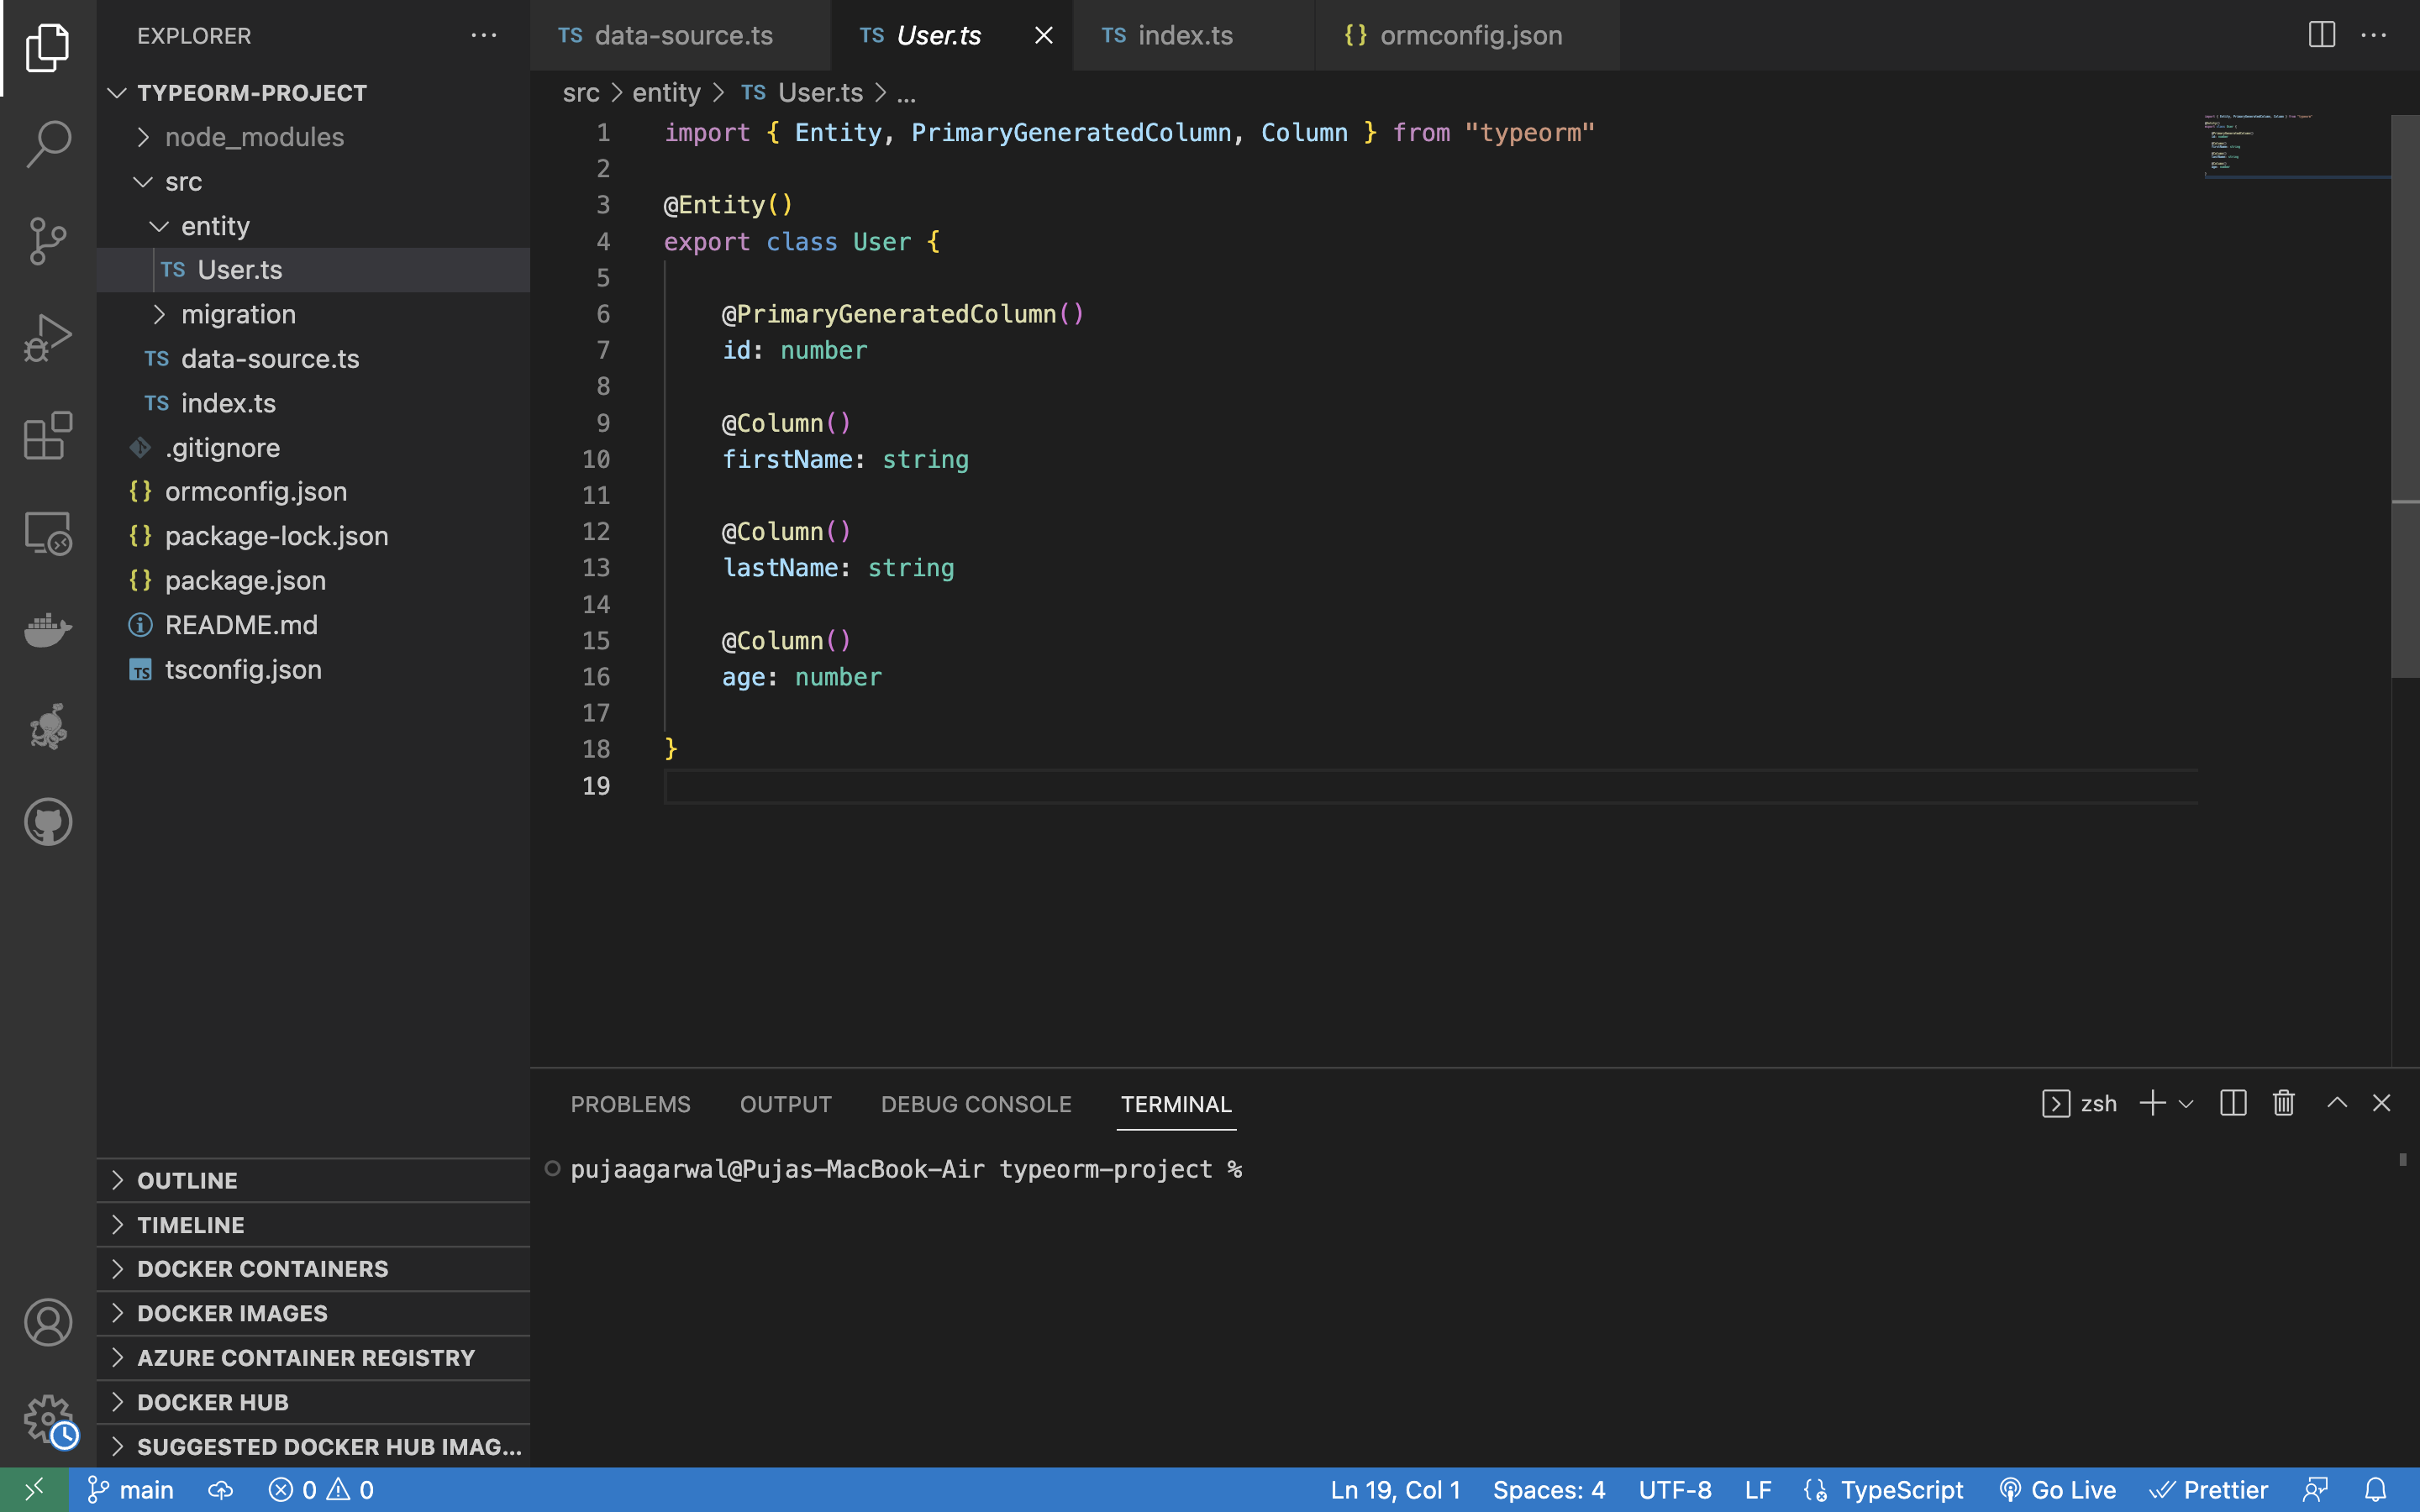 EXPLORER
TYPEORM-PROJECT
node_modules
src
entity
TS User.ts
migration
TS data-source.ts
TS index.ts
.gitignore
{} ormconfig.json
{} package-lock.json
{} package.json
README.md
TS tsconfig.json
OUTLINE
TIMELINE
DOCKER CONTAINERS
DOCKER IMAGES
AZURE CONTAINER REGISTRY
DOCKER HUB
SUGGESTED DOCKER HUB IMAG...
TS data-source.ts TS User.ts TS index.ts {} ormconfig.json
src > entity > TS User.ts > ...
1 import { Entity, PrimaryGeneratedColumn, Column } from "typeorm"
2
3 @Entity()
4 export class User {
5
6 @PrimaryGeneratedColumn()
7 id: number
8
9 @Column()
10 firstName: string
11
12 @Column()
13 lastName: string
14
15 @Column()
16 age: number
17
18 }
19
PROBLEMS OUTPUT DEBUG CONSOLE TERMINAL zsh
pujaagarwal@Pujas-MacBook-Air typeorm-project %
main 0 0 Ln 19, Col 1 Spaces: 4 UTF-8 LF TypeScript Go Live Prettier